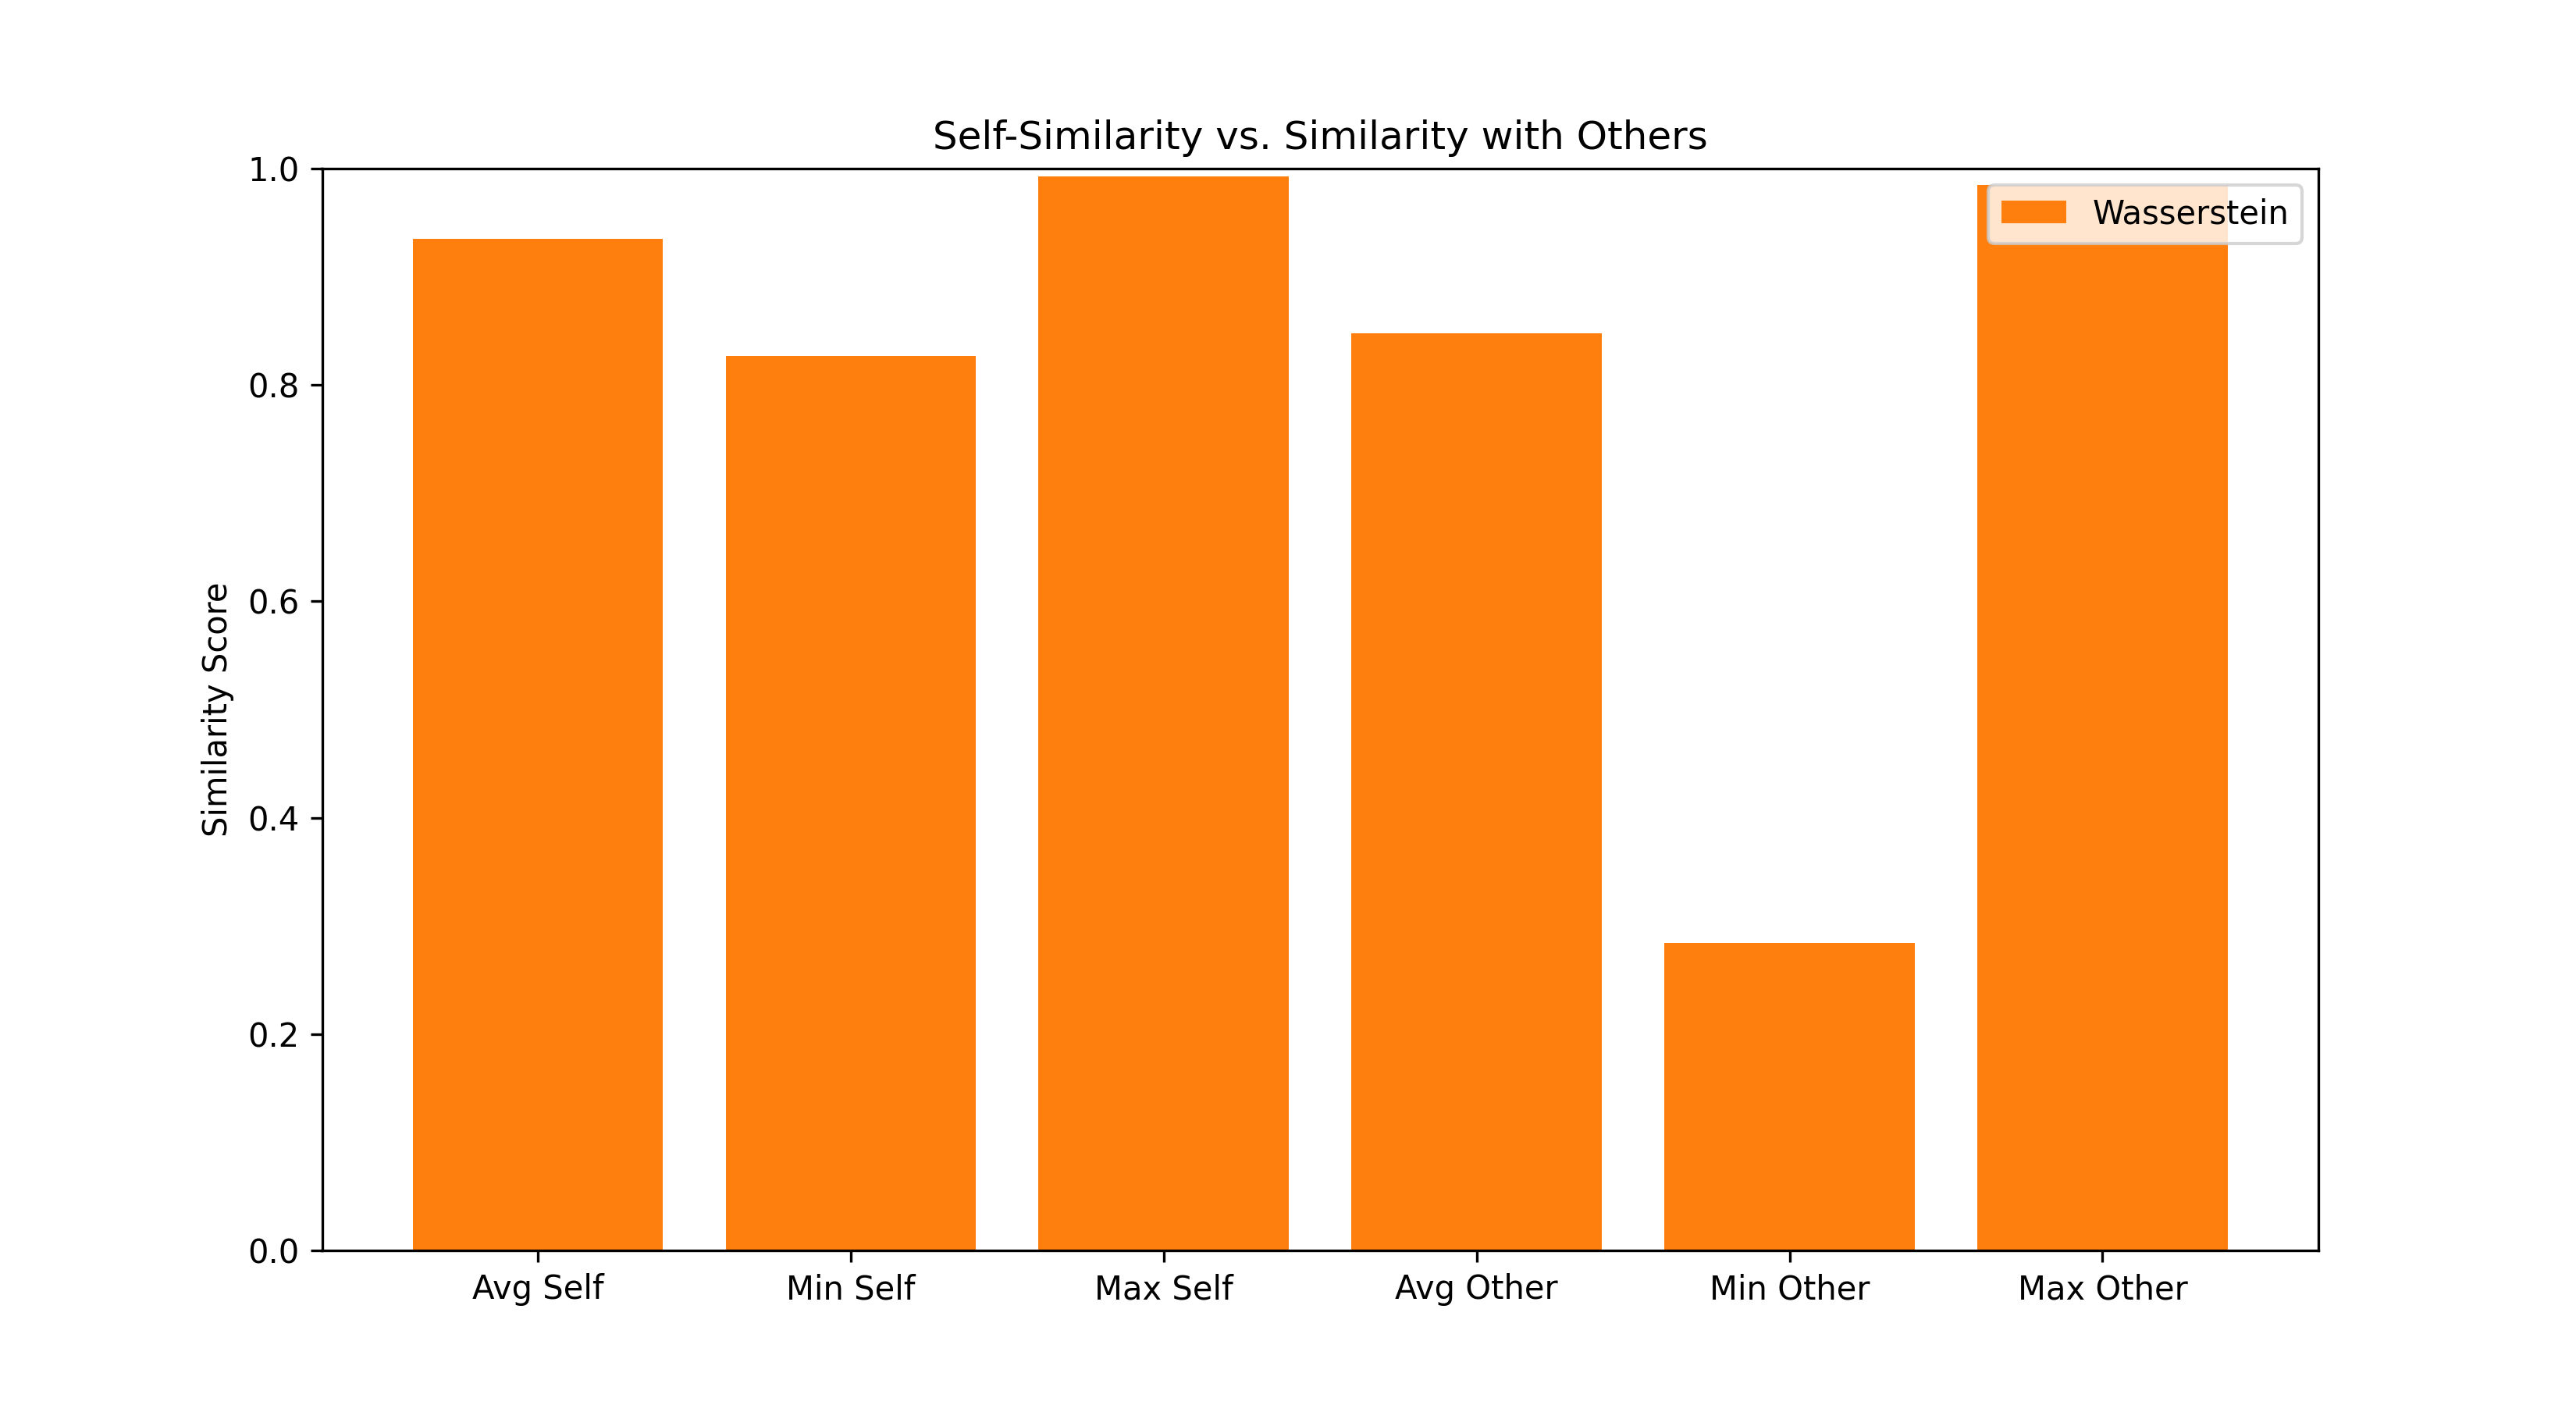 Self-Similarity vs. Similarity with Others
1.0
0.8
0.6
0.4
0.2
0.0
Similarity Score
Wasserstein
Avg Self
Min Self
Max Self
Avg Other
Min Other
Max Other